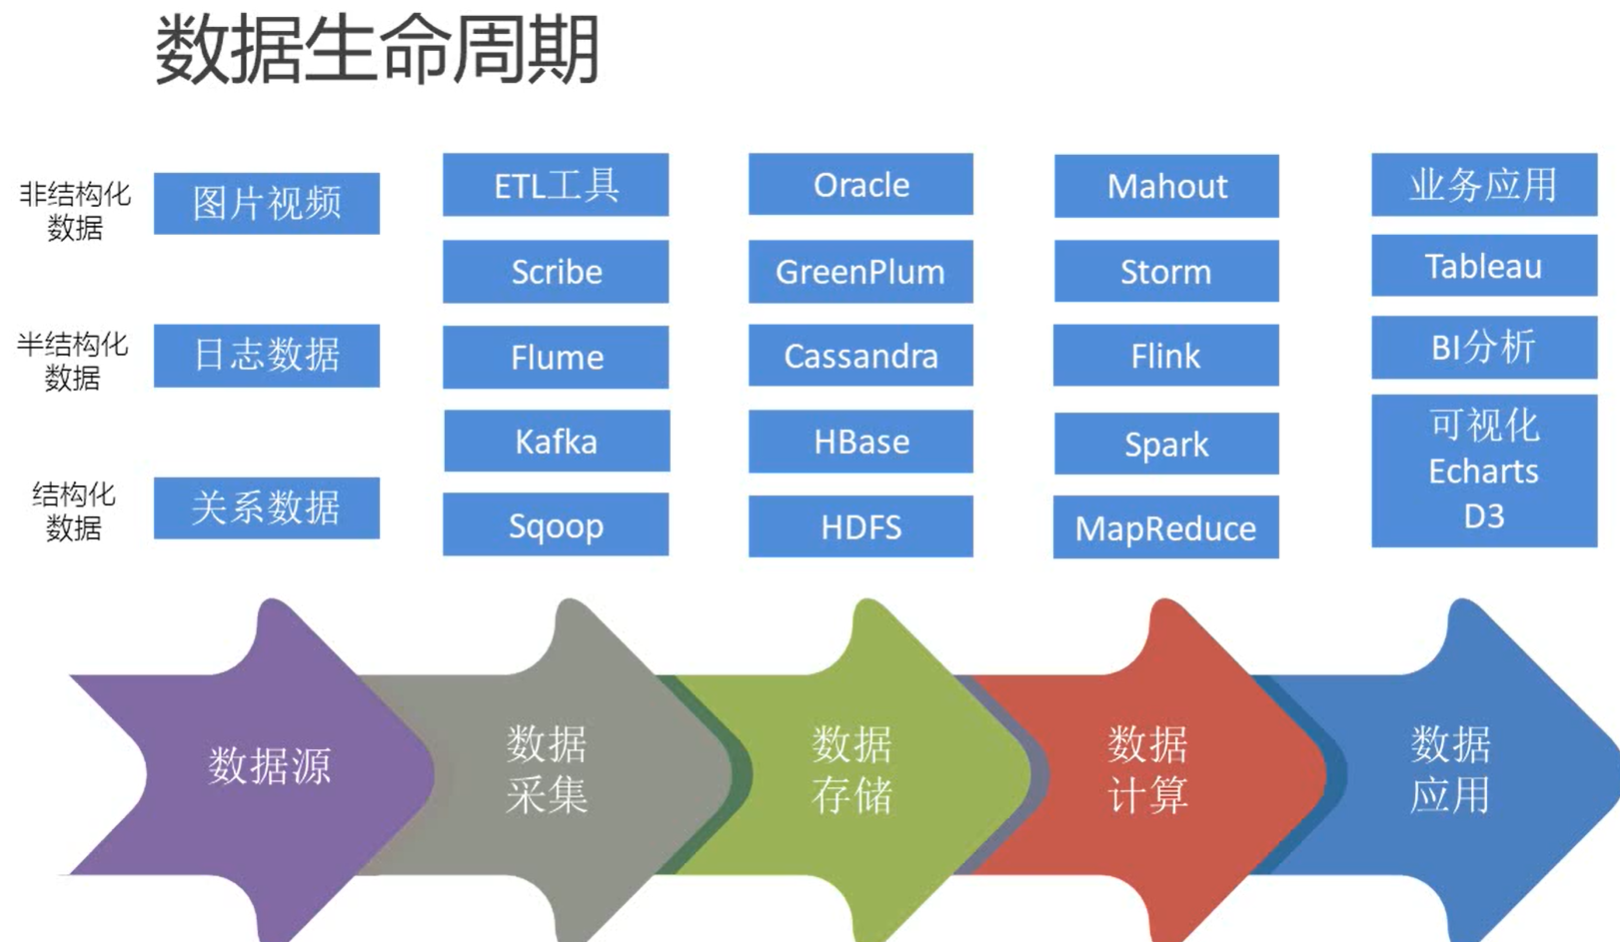 数据生命周期
非结构化
数据
图片视频
半结构化
数据
日志数据
结构化
数据
关系数据
ETL工具
Scribe
Flume
Kafka
Sqoop
Oracle
GreenPlum
Cassandra
HBase
HDFS
Mahout
Storm
Flink
Spark
MapReduce
业务应用
Tableau
BI分析
可视化
Echarts
D3
数据源
数据
采集
数据
存储
数据
计算
数据
应用